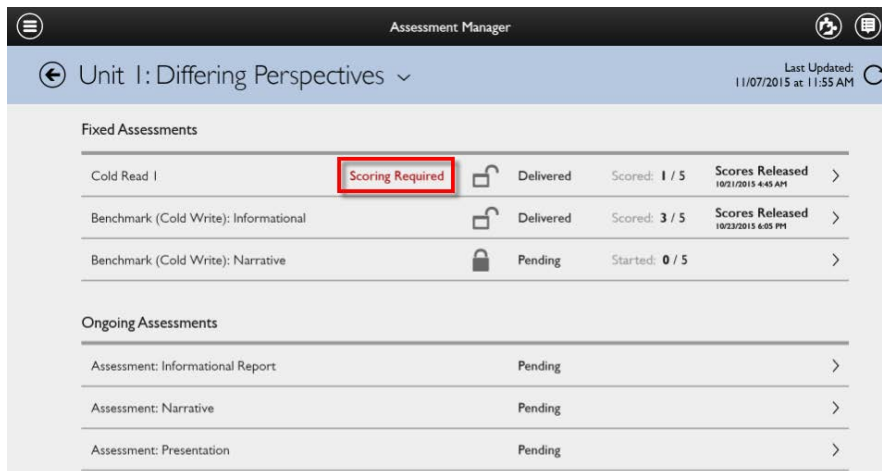 Assessment Manager
Unit 1: Differing Perspectives
Last Updated:
11/07/2015 at 11:55 AM
Fixed Assessments
Cold Read 1 Scoring Required Delivered Scored: 1 / 5 Scores Released
10/21/2015 4:45 AM
Benchmark (Cold Write): Informational Delivered Scored: 3 / 5 Scores Released
10/23/2015 6:05 PM
Benchmark (Cold Write): Narrative Pending Started: 0 / 5
Ongoing Assessments
Assessment: Informational Report Pending
Assessment: Narrative Pending
Assessment: Presentation Pending